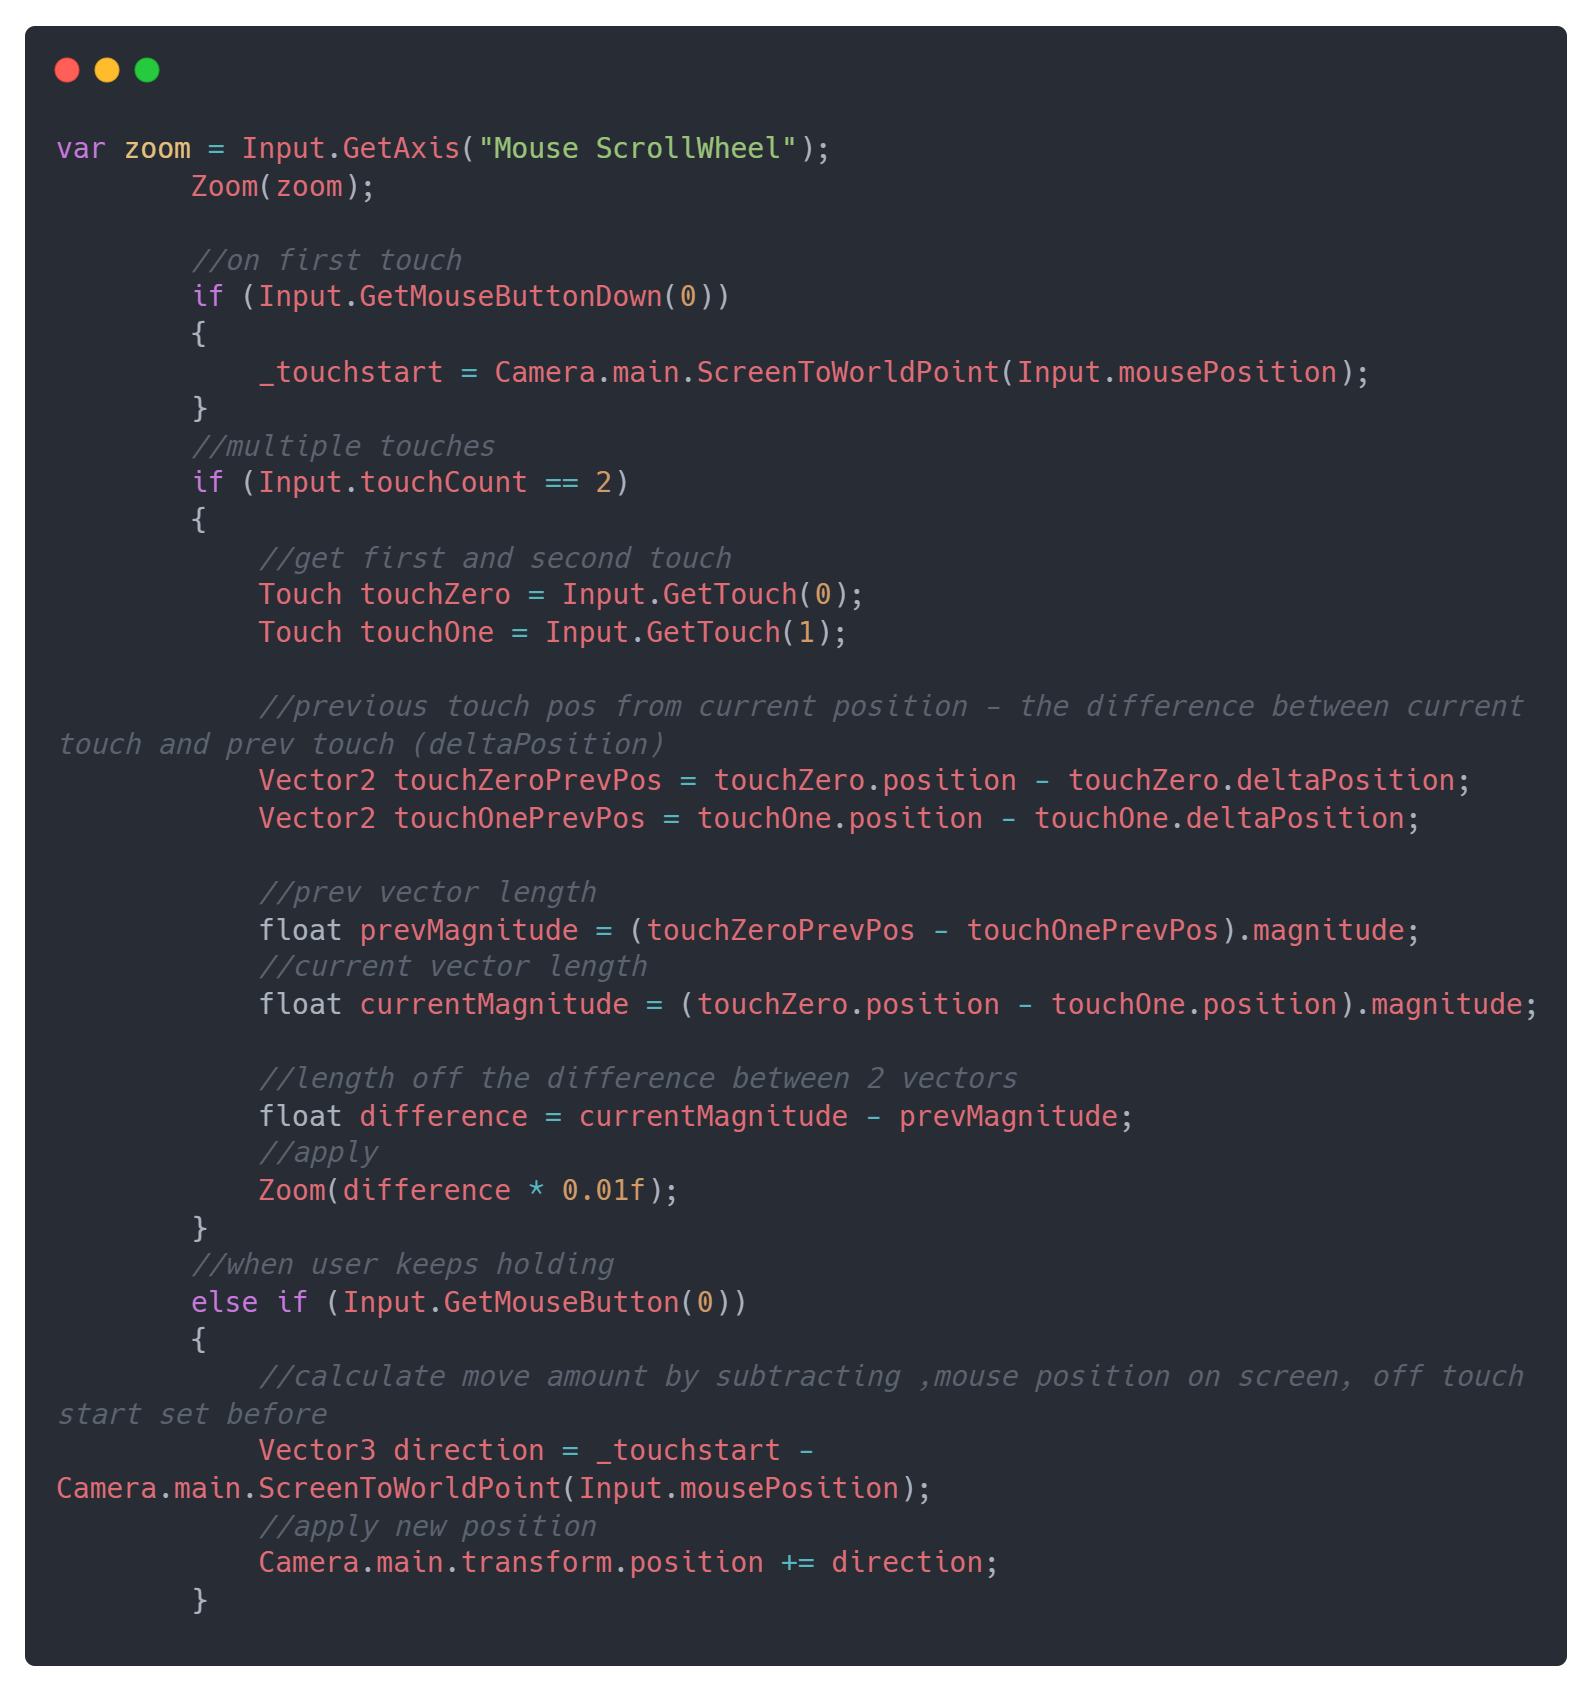 var zoom = Input.GetAxis("Mouse ScrollWheel");
        Zoom(zoom);

        //on first touch
        if (Input.GetMouseButtonDown(0))
        {
            _touchstart = Camera.main.ScreenToWorldPoint(Input.mousePosition);
        }
        //multiple touches
        if (Input.touchCount == 2)
        {
            //get first and second touch
            Touch touchZero = Input.GetTouch(0);
            Touch touchOne = Input.GetTouch(1);

            //previous touch pos from current position - the difference between current
touch and prev touch (deltaPosition)
            Vector2 touchZeroPrevPos = touchZero.position - touchZero.deltaPosition;
            Vector2 touchOnePrevPos = touchOne.position - touchOne.deltaPosition;

            //prev vector length
            float prevMagnitude = (touchZeroPrevPos - touchOnePrevPos).magnitude;
            //current vector length
            float currentMagnitude = (touchZero.position - touchOne.position).magnitude;

            //length off the difference between 2 vectors
            float difference = currentMagnitude - prevMagnitude;
            //apply
            Zoom(difference * 0.01f);
        }
        //when user keeps holding
        else if (Input.GetMouseButton(0))
        {
            //calculate move amount by subtracting ,mouse position on screen, off touch
start set before
            Vector3 direction = _touchstart -
Camera.main.ScreenToWorldPoint(Input.mousePosition);
            //apply new position
            Camera.main.transform.position += direction;
        }